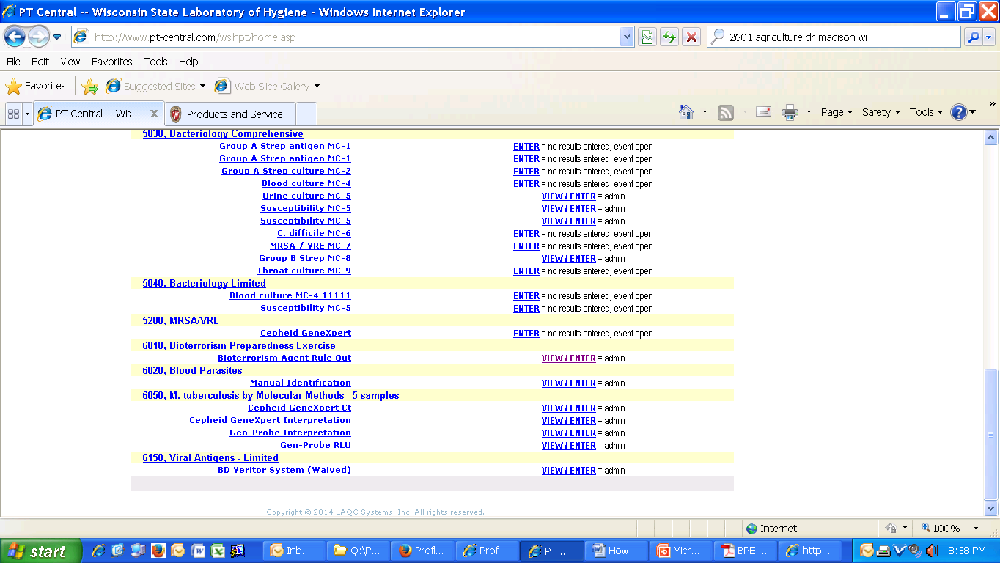 PT Central -- Wisconsin State Laboratory of Hygiene - Windows Internet Explorer
http://www.pt-central.com/wslhpt/home.asp
2601 agriculture dr madison wi
File Edit View Favorites Tools Help
Favorites Suggested Sites Web Slice Gallery
PT Central -- Wis... X Products and Service... Page Safety Tools »
5030, Bacteriology Comprehensive
Group A Strep antigen MC-1 ENTER = no results entered, event open
Group A Strep antigen MC-1 ENTER = no results entered, event open
Group A Strep culture MC-2 ENTER = no results entered, event open
Blood culture MC-4 ENTER = no results entered, event open
Urine culture MC-5 VIEW / ENTER = admin
Susceptibility MC-5 VIEW / ENTER = admin
Susceptibility MC-5 VIEW / ENTER = admin
C. difficile MC-6 ENTER = no results entered, event open
MRSA / VRE MC-7 ENTER = no results entered, event open
Group B Strep MC-8 VIEW / ENTER = admin
Throat culture MC-9 ENTER = no results entered, event open
5040, Bacteriology Limited
Blood culture MC-4 11111 ENTER = no results entered, event open
Susceptibility MC-5 ENTER = no results entered, event open
5200, MRSA/VRE
Cepheid GeneXpert ENTER = no results entered, event open
6010, Bioterrorism Preparedness Exercise
Bioterrorism Agent Rule Out VIEW / ENTER = admin
6020, Blood Parasites
Manual Identification VIEW / ENTER = admin
6050, M. tuberculosis by Molecular Methods - 5 samples
Cepheid GeneXpert Ct VIEW / ENTER = admin
Cepheid GeneXpert Interpretation VIEW / ENTER = admin
Gen-Probe Interpretation VIEW / ENTER = admin
Gen-Probe RLU VIEW / ENTER = admin
6150, Viral Antigens - Limited
BD Veritor System (Waived) VIEW / ENTER = admin
Copyright © 2014 LAQC Systems, Inc. All rights reserved.
Internet 100%
start Inb... Q:\P... Profi... Profi... PT ... How... Micr... BPE ... http... 8:38 PM